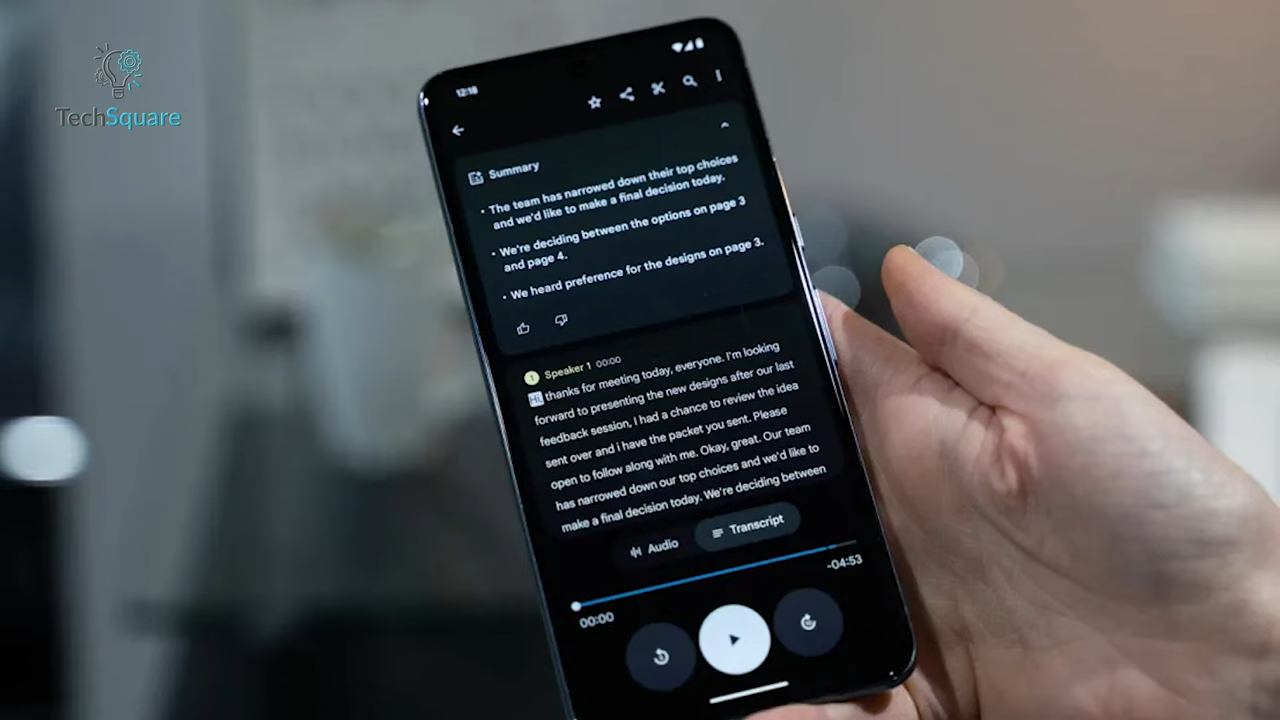 TechSquare
12:18
Summary
• The team has narrowed down their top choices
and we'd like to make a final decision today.
• We're deciding between the options on page 3
and page 4.
• We heard preference for the designs on page 3.
1 Speaker 1 00:00
Hi, thanks for meeting today, everyone. I'm looking
forward to presenting the new designs after our last
feedback session, I had a chance to review the idea
sent over and i have the packet you sent. Please
open to follow along with me. Okay, great. Our team
has narrowed down our top choices and we'd like to
make a final decision today. We're deciding between
Audio
Transcript
00:00
-04:53